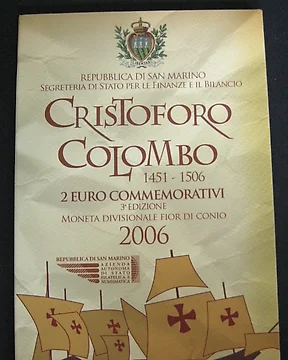 REPUBBLICA DI SAN MARINO
SEGRETERIA DI STATO PER LE FINANZE E IL BILANCIO
CRISTOFORO
COLOMBO
1451 - 1506
2 EURO COMMEMORATIVI
3ª EDIZIONE
MONETA DIVISIONALE FIOR DI CONIO
2006
REPUBBLICA DI SAN MARINO
AZIENDA
AUTONOMA
DI STATO
FILATELICA E
NUMISMATICA